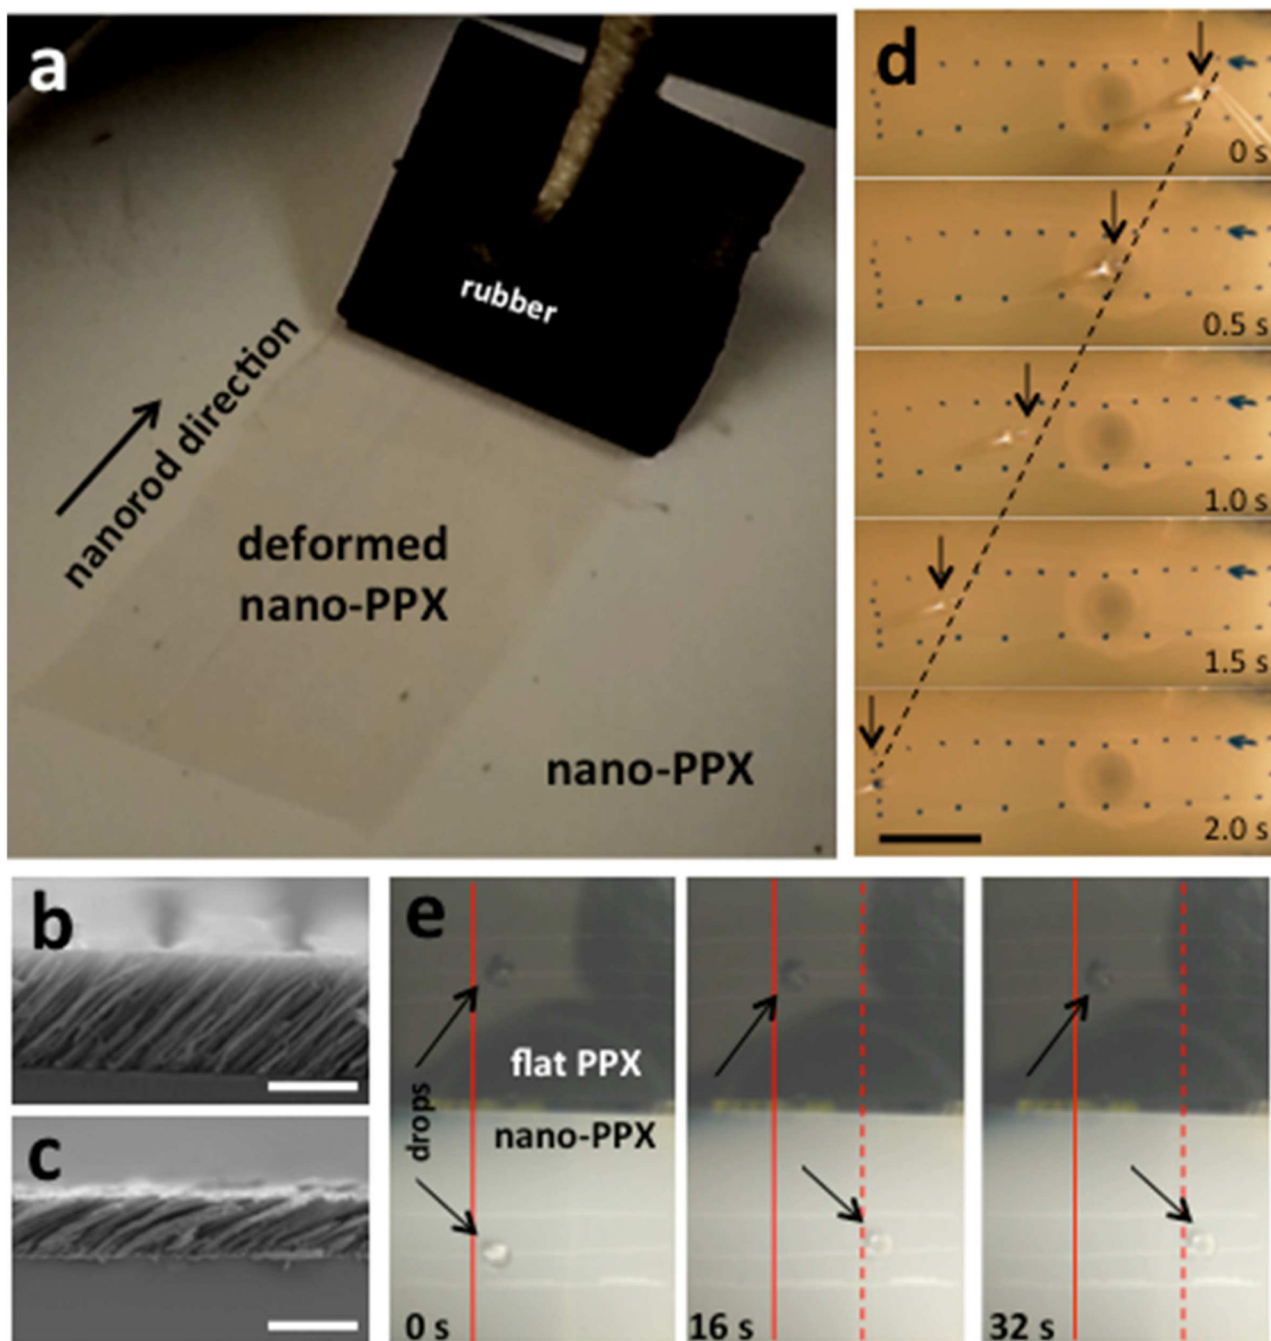 a
rubber
nanorod direction
deformed
nano-PPX
nano-PPX
d
0 s
0.5 s
1.0 s
1.5 s
2.0 s
b
c
e
drops
flat PPX
nano-PPX
0 s
16 s
32 s